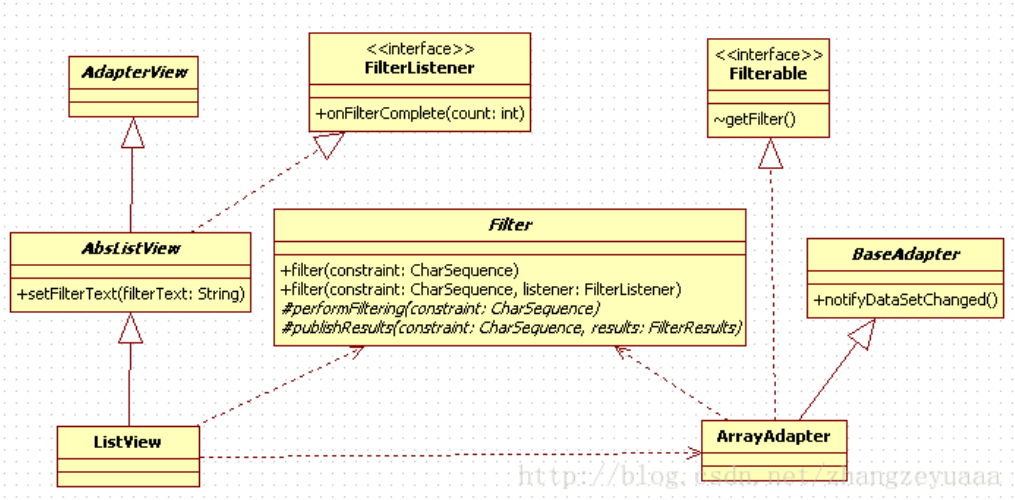 AdapterView
<<interface>>
FilterListener
+onFilterComplete(count: int)
<<interface>>
Filterable
~getFilter()
AbsListView
+setFilterText(filterText: String)
Filter
+filter(constraint: CharSequence)
+filter(constraint: CharSequence, listener: FilterListener)
#performFiltering(constraint: CharSequence)
#publishResults(constraint: CharSequence, results: FilterResults)
BaseAdapter
+notifyDataSetChanged()
ListView
ArrayAdapter
http://blog.csdn.net/zhangzeyuaaa